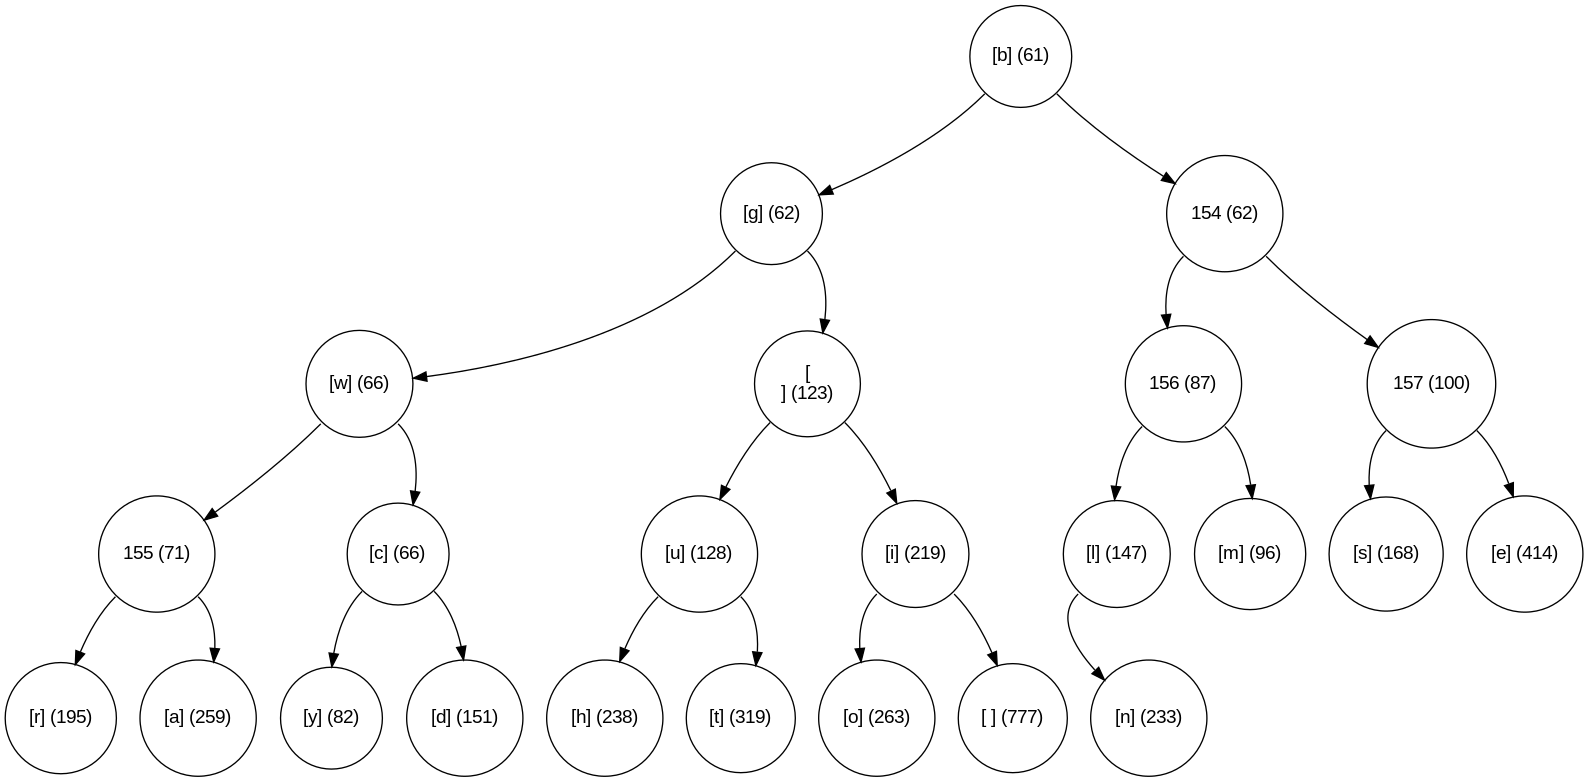 [b] (61)
[g] (62)
154 (62)
[w] (66)
[
] (123)
156 (87)
157 (100)
155 (71)
[c] (66)
[u] (128)
[i] (219)
[l] (147)
[m] (96)
[s] (168)
[e] (414)
[r] (195)
[a] (259)
[y] (82)
[d] (151)
[h] (238)
[t] (319)
[o] (263)
[ ] (777)
[n] (233)